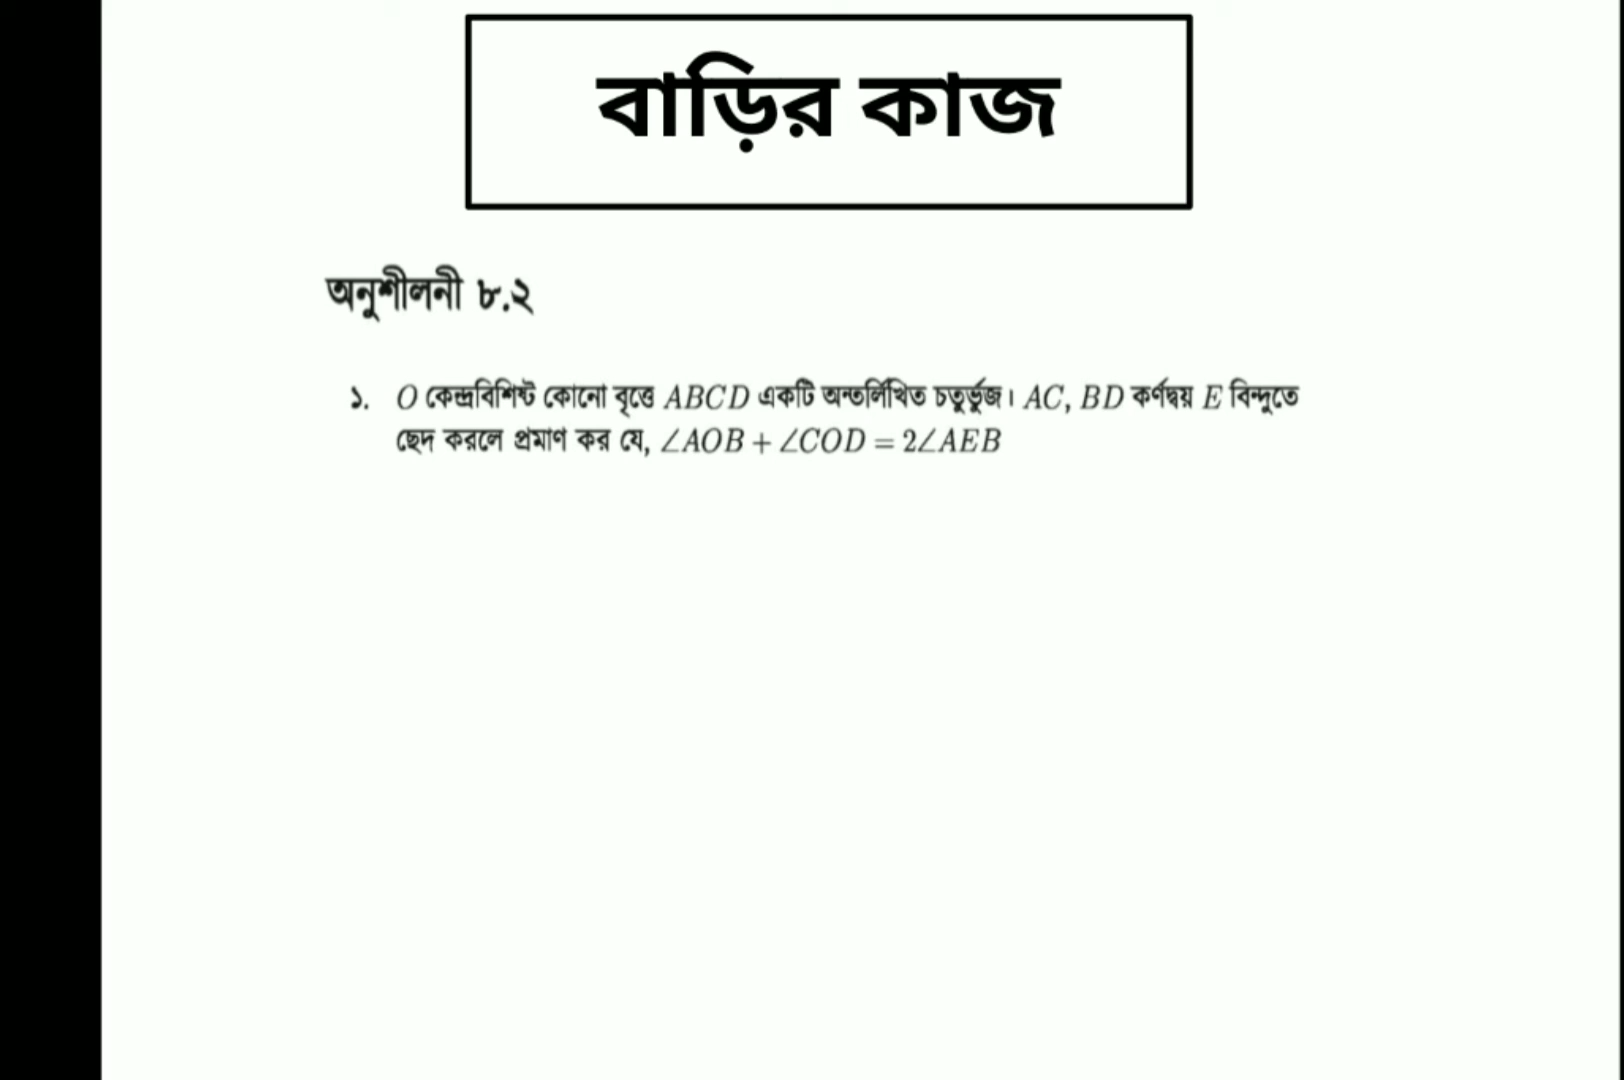 বাড়ির কাজ
অনুশীলনী ৮.২
১. O কেন্দ্রবিশিষ্ট কোনো বৃত্তে ABCD একটি অন্তর্লিখিত চতুর্ভুজ। AC, BD কর্ণদ্বয় E বিন্দুতে
ছেদ করলে প্রমাণ কর যে, ∠AOB + ∠COD = 2∠AEB